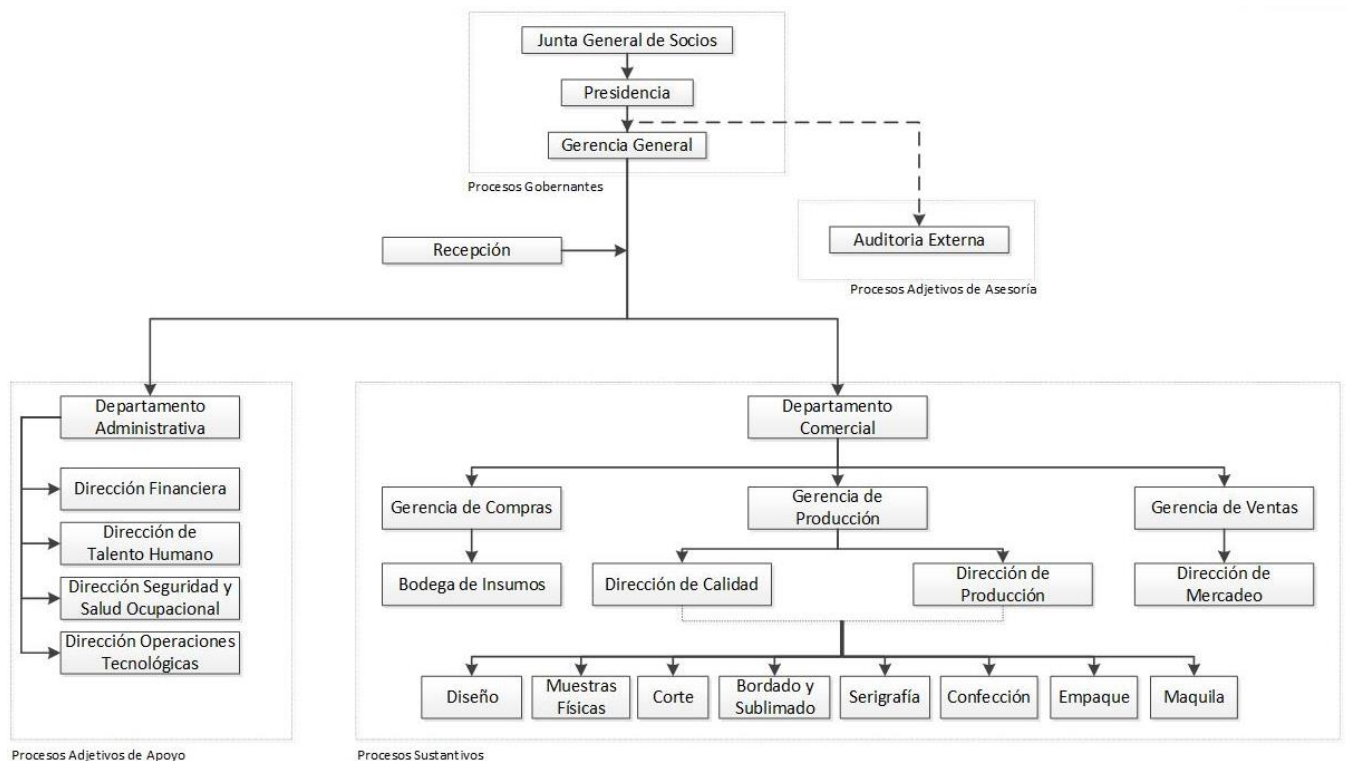 Junta General de Socios
Presidencia
Gerencia General
Procesos Gobernantes
Recepción
Auditoria Externa
Procesos Adjetivos de Asesoría
Departamento
Administrativa
Dirección Financiera
Dirección de
Talento Humano
Dirección Seguridad y
Salud Ocupacional
Dirección Operaciones
Tecnológicas
Procesos Adjetivos de Apoyo
Departamento
Comercial
Gerencia de Compras
Gerencia de
Producción
Gerencia de Ventas
Bodega de Insumos
Dirección de Calidad
Dirección de
Producción
Dirección de
Mercadeo
Diseño
Muestras
Físicas
Corte
Bordado y
Sublimado
Serigrafía
Confección
Empaque
Maquila
Procesos Sustantivos